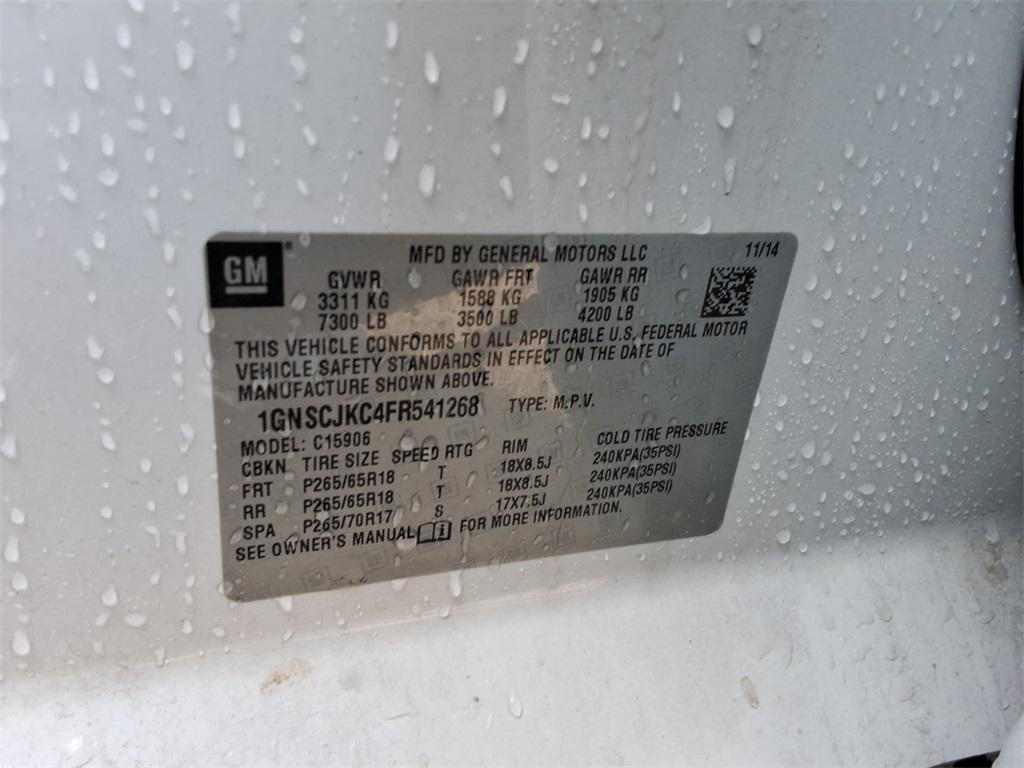 GM® MFD BY GENERAL MOTORS LLC 11/14
GVWR GAWR FRT GAWR RR
3311 KG 1588 KG 1905 KG
7300 LB 3500 LB 4200 LB
THIS VEHICLE CONFORMS TO ALL APPLICABLE U.S. FEDERAL MOTOR
VEHICLE SAFETY STANDARDS IN EFFECT ON THE DATE OF
MANUFACTURE SHOWN ABOVE.
1GNSCJKC4FR541268 TYPE: M.P.V.
MODEL: C15906
CBKN TIRE SIZE SPEED RTG RIM COLD TIRE PRESSURE
FRT P265/65R18 T 18X8.5J 240KPA(35PSI)
RR P265/65R18 T 18X8.5J 240KPA(35PSI)
SPA P265/70R17 S 17X7.5J 240KPA(35PSI)
SEE OWNER'S MANUAL FOR MORE INFORMATION.